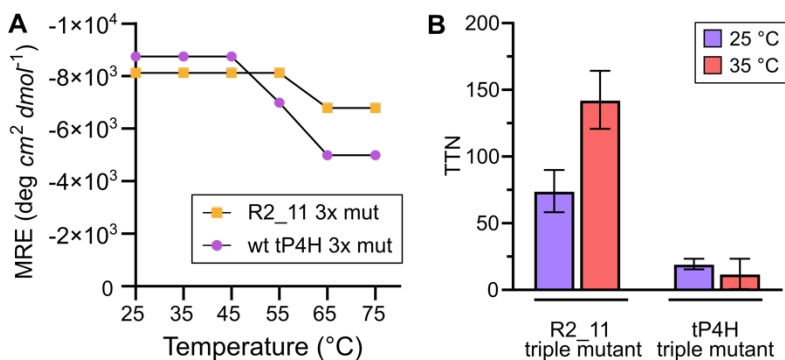 A
MRE (deg cm² dmol⁻¹)
-1×10⁴
-8×10³
-6×10³
-4×10³
-2×10³
0
R2_11 3x mut
wt tP4H 3x mut
25 35 45 55 65 75
Temperature (°C)
B
TTN
200
150
100
50
0
25 °C
35 °C
R2_11
triple mutant
tP4H
triple mutant